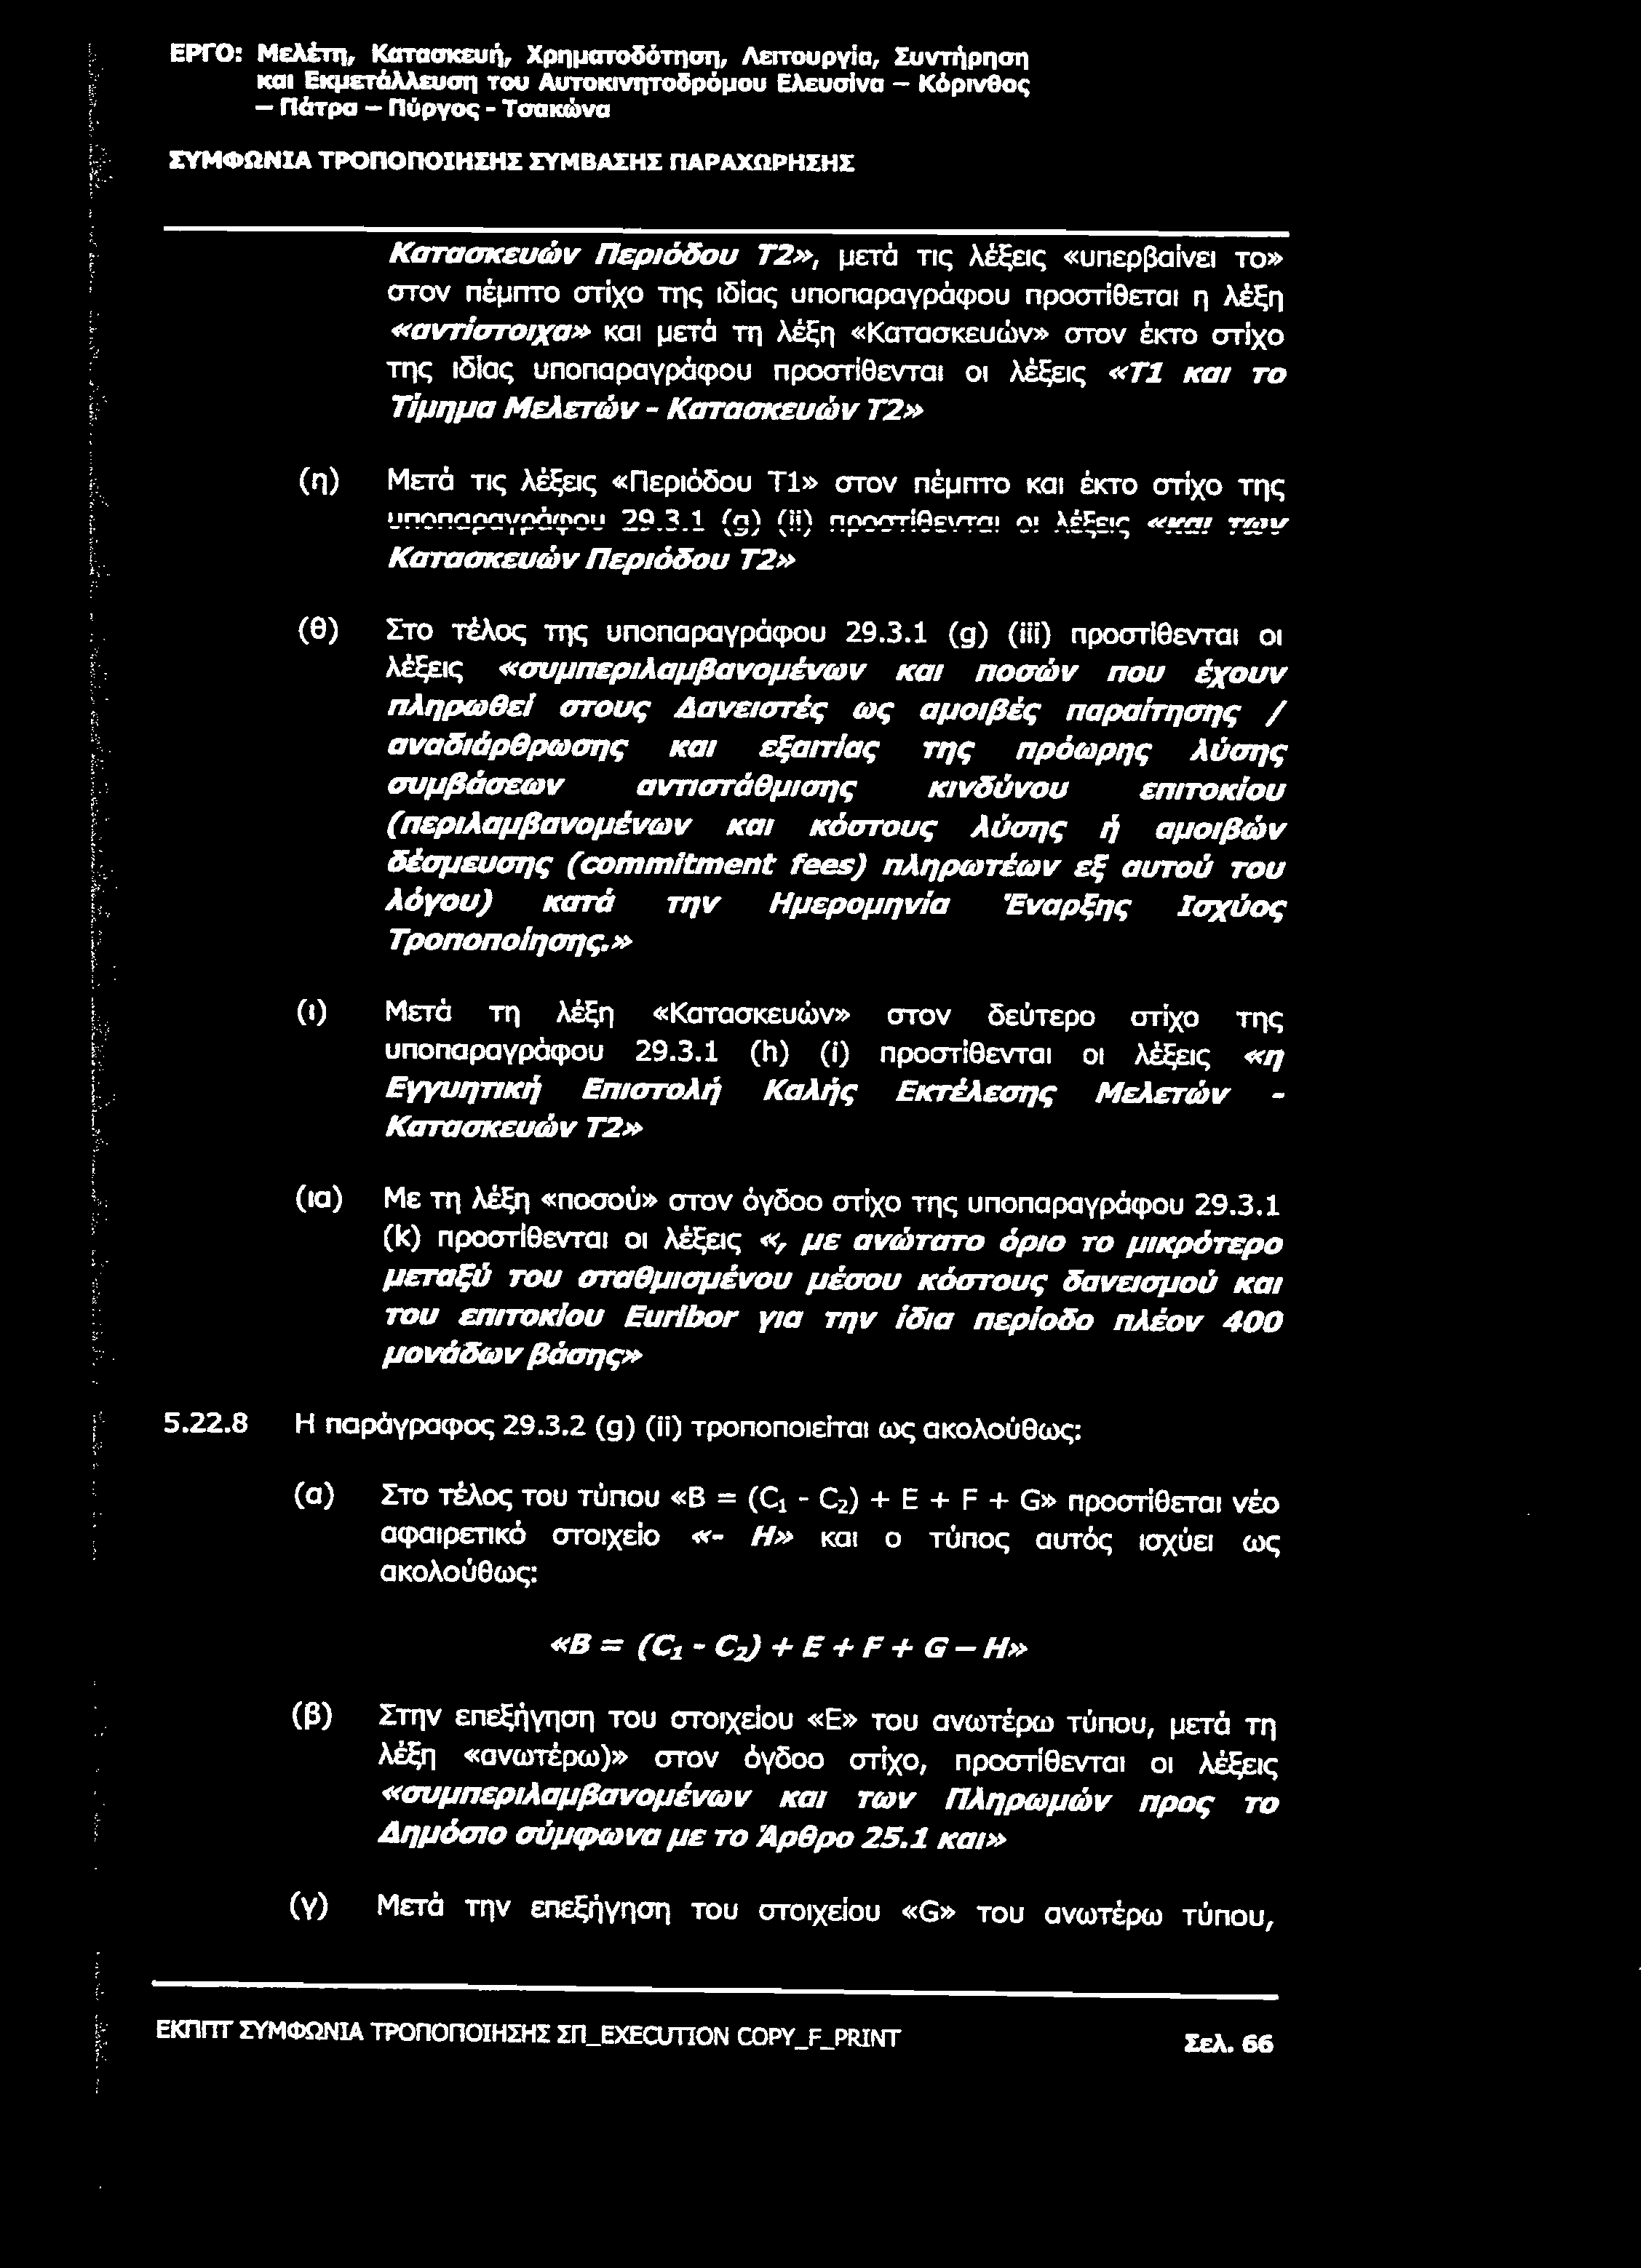 ΕΡΓΟ: Μελέτη, Κατασκευή, Χρηματοδότηση, Λειτουργία, Συντήρηση
και Εκμετάλλευση του Αυτοκινητοδρόμου Ελευσίνα – Κόρινθος
– Πάτρα – Πύργος - Τσακώνα
ΣΥΜΦΩΝΙΑ ΤΡΟΠΟΠΟΙΗΣΗΣ ΣΥΜΒΑΣΗΣ ΠΑΡΑΧΩΡΗΣΗΣ
Κατασκευών Περιόδου Τ2», μετά τις λέξεις «υπερβαίνει το»
στον πέμπτο στίχο της ιδίας υποπαραγράφου προστίθεται η λέξη
«αντίστοιχα» και μετά τη λέξη «Κατασκευών» στον έκτο στίχο
της ιδίας υποπαραγράφου προστίθενται οι λέξεις «Τ1 και το
Τίμημα Μελετών - Κατασκευών Τ2»
(η) Μετά τις λέξεις «Περιόδου Τ1» στον πέμπτο και έκτο στίχο της
υποπαραγράφου 29.3.1 (g) (ii) προστίθενται οι λέξεις «και των
Κατασκευών Περιόδου Τ2»
(θ) Στο τέλος της υποπαραγράφου 29.3.1 (g) (iii) προστίθενται οι
λέξεις «συμπεριλαμβανομένων και ποσών που έχουν
πληρωθεί στους Δανειστές ως αμοιβές παραίτησης /
αναδιάρθρωσης και εξαιτίας της πρόωρης λύσης
συμβάσεων αντιστάθμισης κινδύνου επιτοκίου
(περιλαμβανομένων και κόστους λύσης ή αμοιβών
δέσμευσης (commitment fees) πληρωτέων εξ αυτού του
λόγου) κατά την Ημερομηνία Έναρξης Ισχύος
Τροποποίησης.»
(ι) Μετά τη λέξη «Κατασκευών» στον δεύτερο στίχο της
υποπαραγράφου 29.3.1 (h) (i) προστίθενται οι λέξεις «η
Εγγυητική Επιστολή Καλής Εκτέλεσης Μελετών -
Κατασκευών Τ2»
(ια) Με τη λέξη «ποσού» στον όγδοο στίχο της υποπαραγράφου 29.3.1
(k) προστίθενται οι λέξεις «, με ανώτατο όριο το μικρότερο
μεταξύ του σταθμισμένου μέσου κόστους δανεισμού και
του επιτοκίου Euribor για την ίδια περίοδο πλέον 400
μονάδων βάσης»
5.22.8 Η παράγραφος 29.3.2 (g) (ii) τροποποιείται ως ακολούθως:
(α) Στο τέλος του τύπου «B = (C₁ - C₂) + E + F + G» προστίθεται νέο
αφαιρετικό στοιχείο «- H» και ο τύπος αυτός ισχύει ως
ακολούθως:
«B = (C₁ - C₂) + E + F + G – H»
(β) Στην επεξήγηση του στοιχείου «Ε» του ανωτέρω τύπου, μετά τη
λέξη «ανωτέρω)» στον όγδοο στίχο, προστίθενται οι λέξεις
«συμπεριλαμβανομένων και των Πληρωμών προς το
Δημόσιο σύμφωνα με το Άρθρο 25.1 και»
(γ) Μετά την επεξήγηση του στοιχείου «G» του ανωτέρω τύπου,
ΕΚΠΠΤ ΣΥΜΦΩΝΙΑ ΤΡΟΠΟΠΟΙΗΣΗΣ ΣΠ_EXECUTION COPY_F_PRINT Σελ. 66